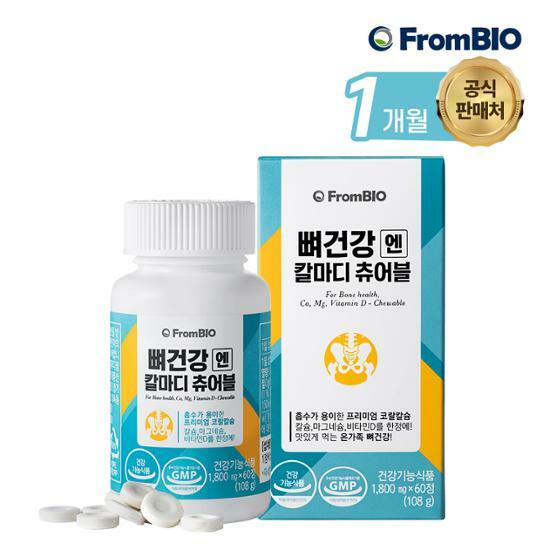 FromBIO
1개월
공식
판매처
FromBIO
뼈건강 엔
칼마디 츄어블
For Bone health,
Ca, Mg, Vitamin D - Chewable
흡수가 용이한 프리미엄 코랄칼슘
칼슘,마그네슘,비타민D를 한정에!
맛있게 먹는 온가족 뼈건강!
건강
기능식품
GMP
건강기능식품
1,800 mg × 60정
(108 g)
FromBIO
뼈건강 엔
칼마디 츄어블
For Bone health, Ca, Mg, Vitamin D-Chewable
흡수가 용이한
프리미엄 코랄칼슘
칼슘,마그네슘,
비타민D를 한정에!
건강
기능식품
GMP
건강기능식품
1,800 mg × 60정
(108 g)